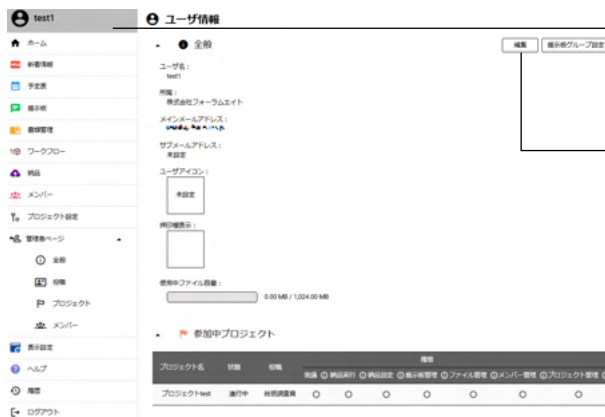 test1
ホーム
新着情報
予定表
掲示板
書類管理
ワークフロー
納品
メンバー
プロジェクト設定
管理者ページ
全般
役職
プロジェクト
メンバー
表示設定
ヘルプ
履歴
ログアウト
ユーザ情報
全般
編集
掲示板グループ設定
ユーザ名：
test1
所属：
株式会社フォーラムエイト
メインメールアドレス：
サブメールアドレス：
未設定
ユーザアイコン：
未設定
押印欄表示：
使用中ファイル容量：
0.00 MB / 1,024.00 MB
参加中プロジェクト
権限
プロジェクト名 状態 役職 発議 納品実行 納品設定 掲示板管理 ファイル管理 メンバー管理 プロジェクト管理
プロジェクトtest 進行中 総括調査員 〇 〇 〇 〇 〇 〇 〇